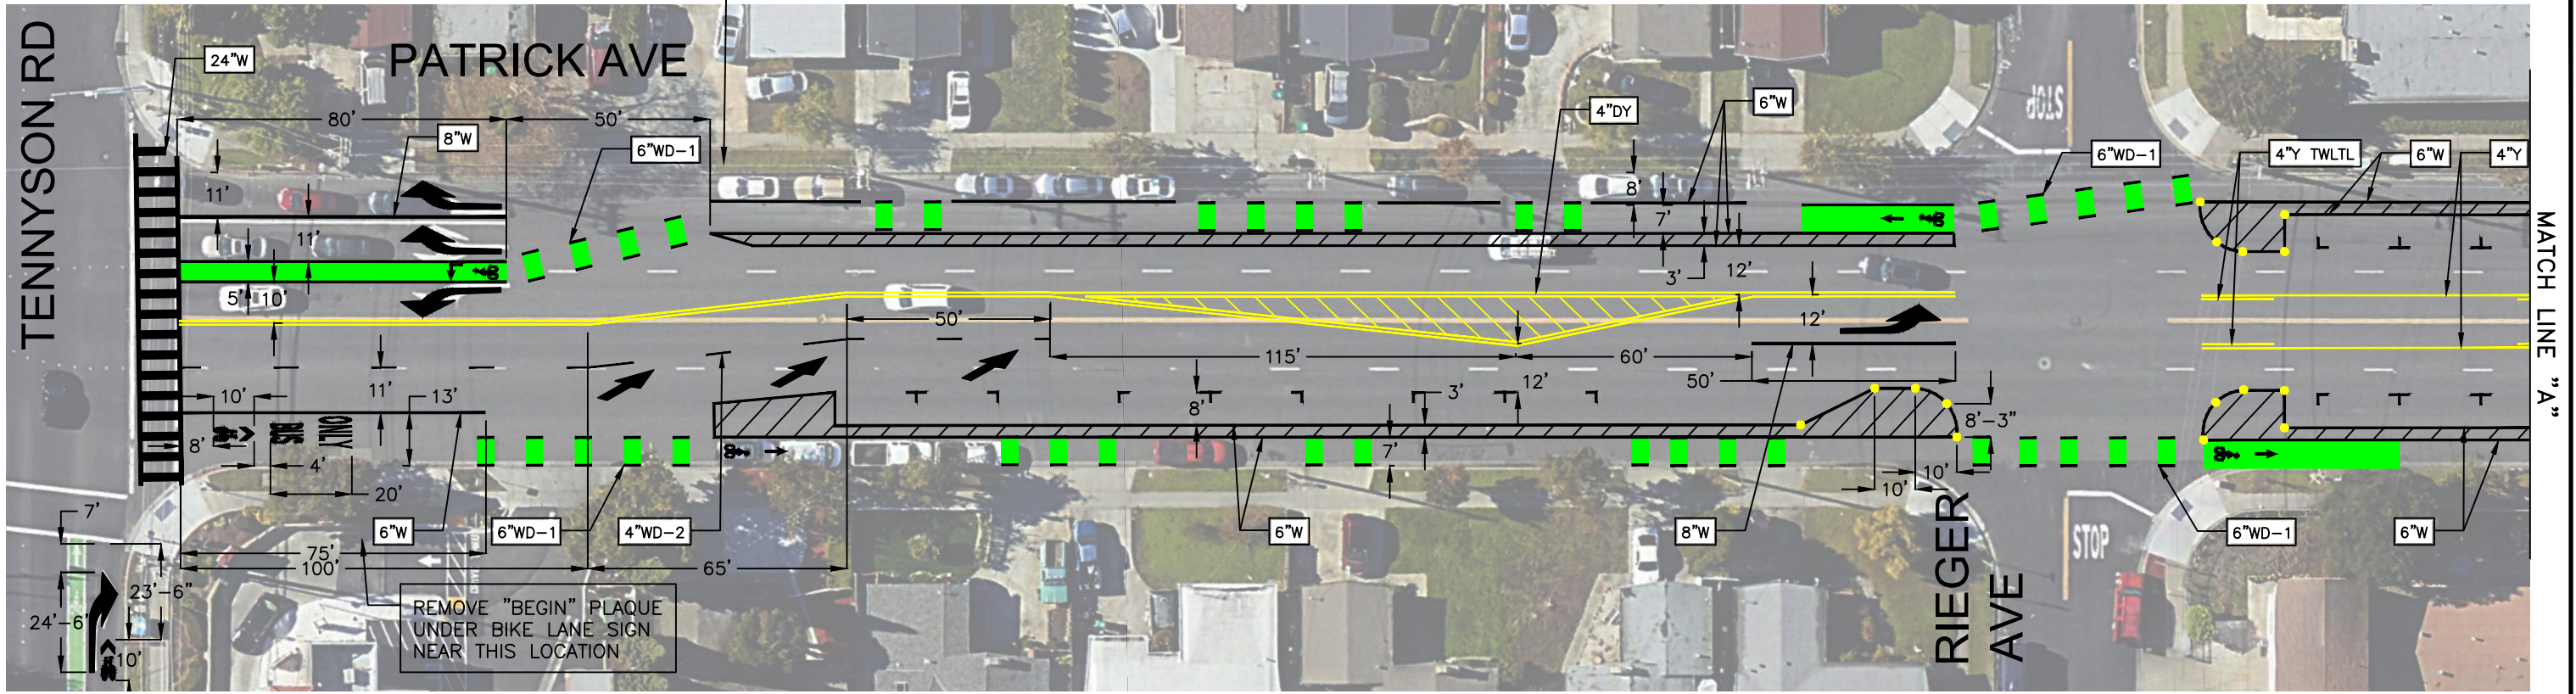 TENNYSON RD
PATRICK AVE
24"W
80'
50'
8"W
6"WD-1
11'
11'
5'
10'
4"DY
6"W
8'
7'
3'
12'
12'
STOP
6"WD-1
4"Y TWLTL
6"W
4"Y
MATCH LINE "A"
50'
115'
60'
50'
10'
11'
13'
8'
BUS
ONLY
4'
20'
8'
3'
12'
7'
8'-3"
10'
10'
6"W
6"WD-1
4"WD-2
6"W
8"W
RIEGER
AVE
STOP
6"WD-1
6"W
75'
100'
65'
7'
23'-6"
24'-6"
10'
REMOVE "BEGIN" PLAQUE
UNDER BIKE LANE SIGN
NEAR THIS LOCATION